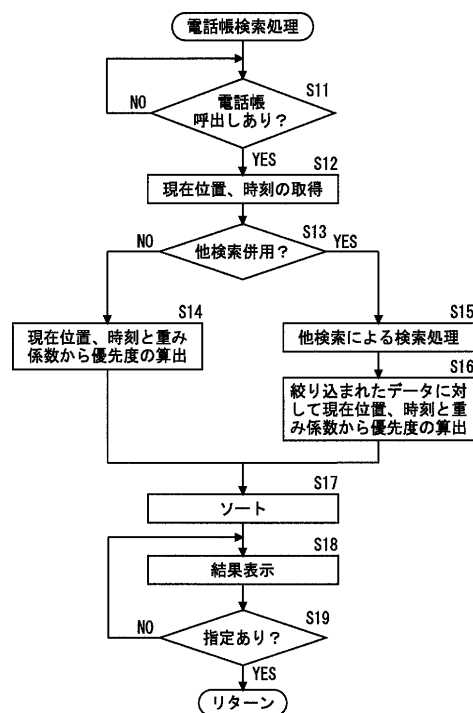 電話帳検索処理
S11
電話帳
呼出しあり？
NO
YES
S12
現在位置、時刻の取得
S13
他検索併用？
NO
YES
S14
現在位置、時刻と重み
係数から優先度の算出
S15
他検索による検索処理
S16
絞り込まれたデータに対
して現在位置、時刻と重
み係数から優先度の算出
S17
ソート
S18
結果表示
S19
指定あり？
NO
YES
リターン